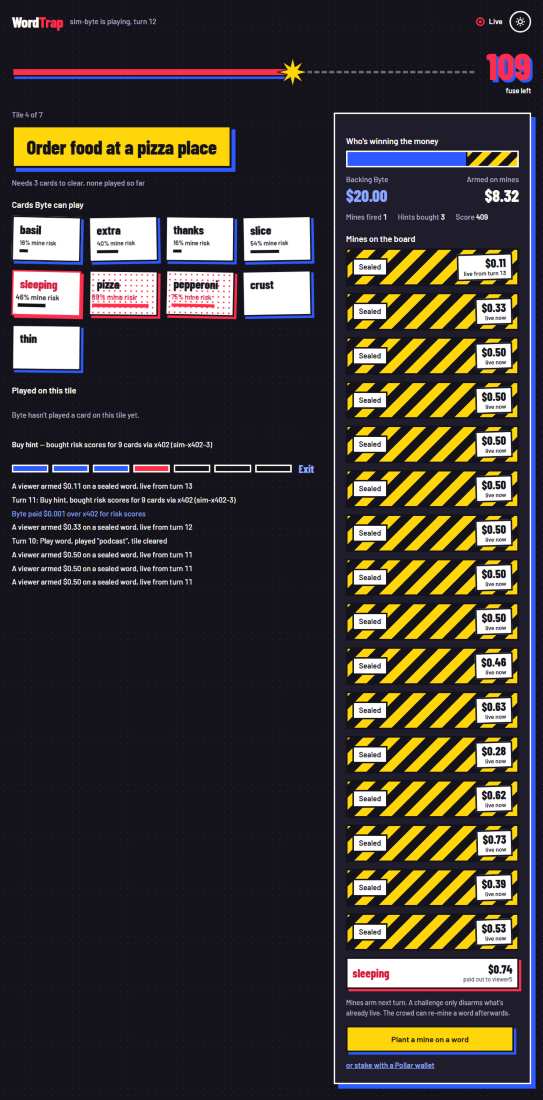 WordTrap sim-byte is playing, turn 12
Live
109
fuse left
Tile 4 of 7
Order food at a pizza place
Needs 3 cards to clear, none played so far
Cards Byte can play
basil
16% mine risk
extra
40% mine risk
thanks
16% mine risk
slice
54% mine risk
sleeping
46% mine risk
pizza
89% mine risk
pepperoni
75% mine risk
crust
thin
Played on this tile
Byte hasn't played a card on this tile yet.
Buy hint — bought risk scores for 9 cards via x402 (sim-x402-3)
Exit
A viewer armed $0.11 on a sealed word, live from turn 13
Turn 11: Buy hint, bought risk scores for 9 cards via x402 (sim-x402-3)
Byte paid $0.001 over x402 for risk scores
A viewer armed $0.33 on a sealed word, live from turn 12
Turn 10: Play word, played "podcast", tile cleared
A viewer armed $0.50 on a sealed word, live from turn 11
A viewer armed $0.50 on a sealed word, live from turn 11
A viewer armed $0.50 on a sealed word, live from turn 11
Who's winning the money
Backing Byte
$20.00
Armed on mines
$8.32
Mines fired 1 Hints bought 3 Score 409
Mines on the board
Sealed
$0.11
live from turn 13
Sealed
$0.33
live now
Sealed
$0.50
live now
Sealed
$0.50
live now
Sealed
$0.50
live now
Sealed
$0.50
live now
Sealed
$0.50
live now
Sealed
$0.50
live now
Sealed
$0.50
live now
Sealed
$0.46
live now
Sealed
$0.63
live now
Sealed
$0.28
live now
Sealed
$0.62
live now
Sealed
$0.73
live now
Sealed
$0.39
live now
Sealed
$0.53
live now
sleeping
$0.74
paid out to viewer5
Mines arm next turn. A challenge only disarms what's
already live. The crowd can re-mine a word afterwards.
Plant a mine on a word
or stake with a Pollar wallet